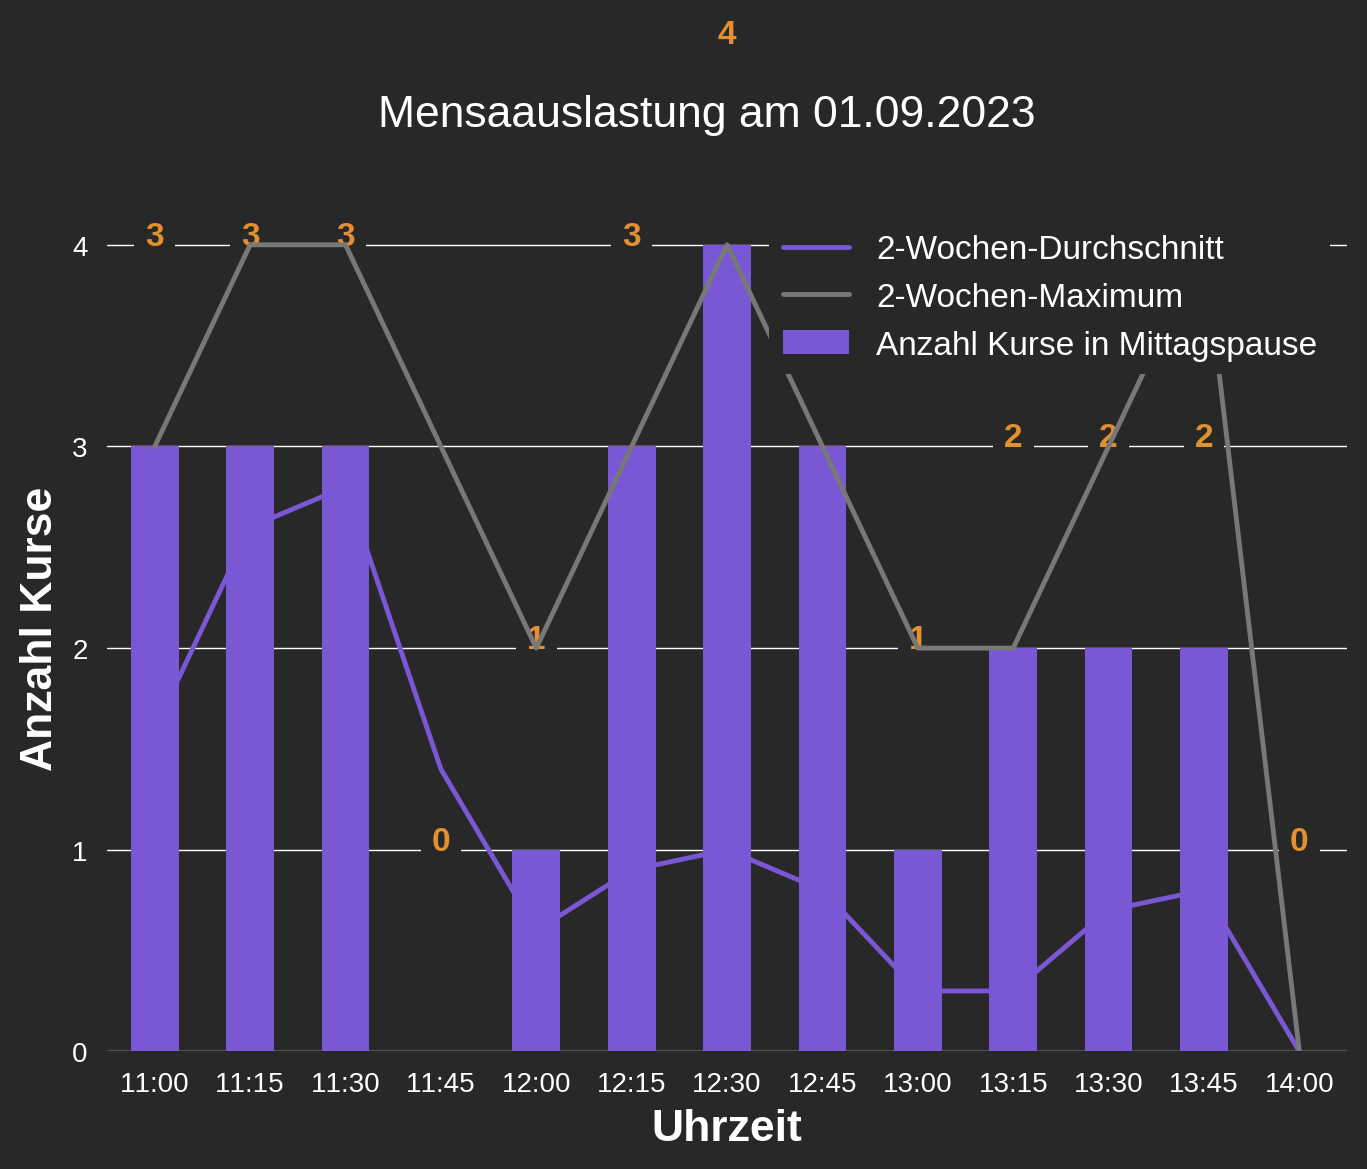 4
Mensaauslastung am 01.09.2023
3 3 3 3
2-Wochen-Durchschnitt
2-Wochen-Maximum
Anzahl Kurse in Mittagspause
2 2 2
1 1
0 0
4
3
2
1
0
Anzahl Kurse
11:00 11:15 11:30 11:45 12:00 12:15 12:30 12:45 13:00 13:15 13:30 13:45 14:00
Uhrzeit